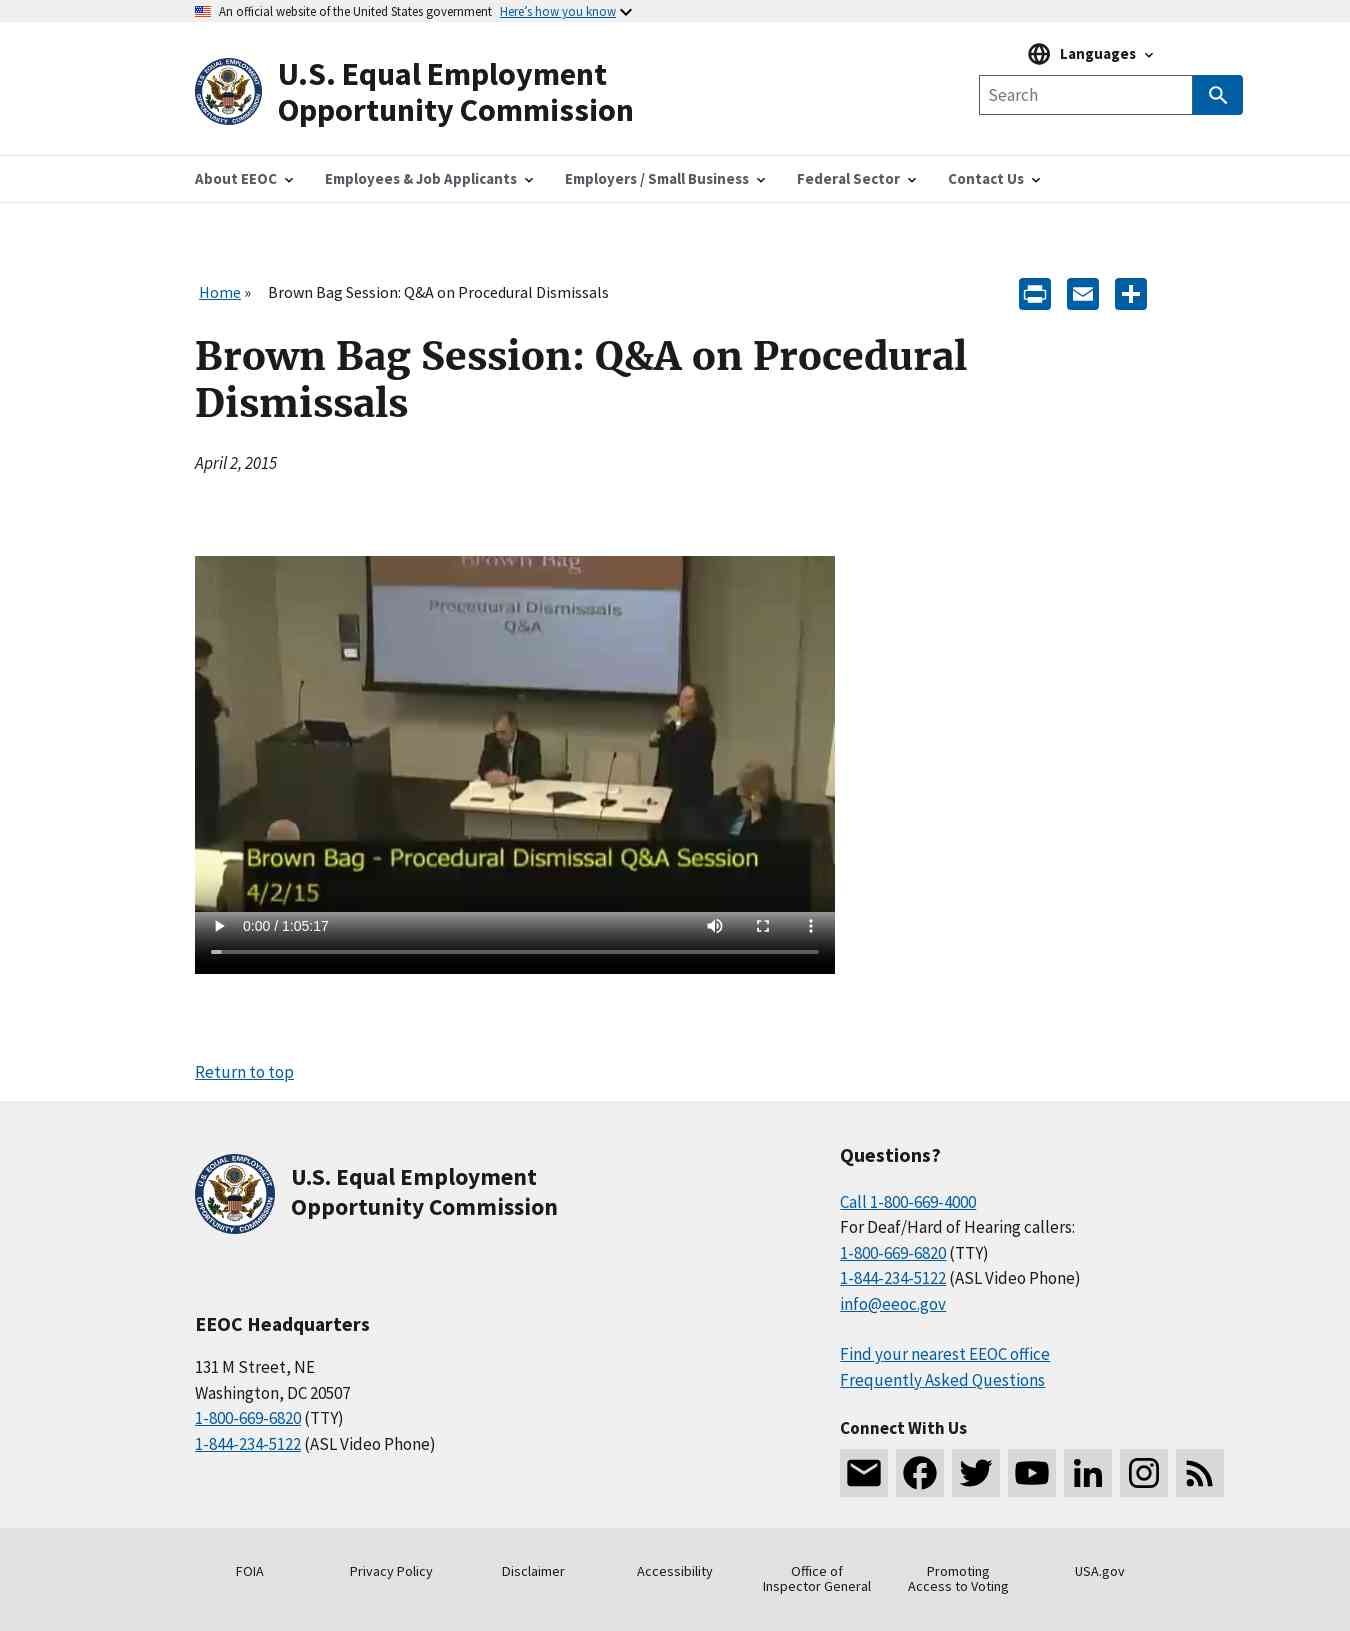 An official website of the United States government Here’s how you know
Languages
U.S. Equal Employment
Opportunity Commission
Search
About EEOC
Employees & Job Applicants
Employers / Small Business
Federal Sector
Contact Us
Home » Brown Bag Session: Q&A on Procedural Dismissals
Brown Bag Session: Q&A on Procedural
Dismissals
April 2, 2015
Brown Bag
Procedural Dismissals
Q&A
Brown Bag - Procedural Dismissal Q&A Session
4/2/15
0:00 / 1:05:17
Return to top
U.S. Equal Employment
Opportunity Commission
EEOC Headquarters
131 M Street, NE
Washington, DC 20507
1-800-669-6820 (TTY)
1-844-234-5122 (ASL Video Phone)
Questions?
Call 1-800-669-4000
For Deaf/Hard of Hearing callers:
1-800-669-6820 (TTY)
1-844-234-5122 (ASL Video Phone)
info@eeoc.gov
Find your nearest EEOC office
Frequently Asked Questions
Connect With Us
FOIA
Privacy Policy
Disclaimer
Accessibility
Office of
Inspector General
Promoting
Access to Voting
USA.gov